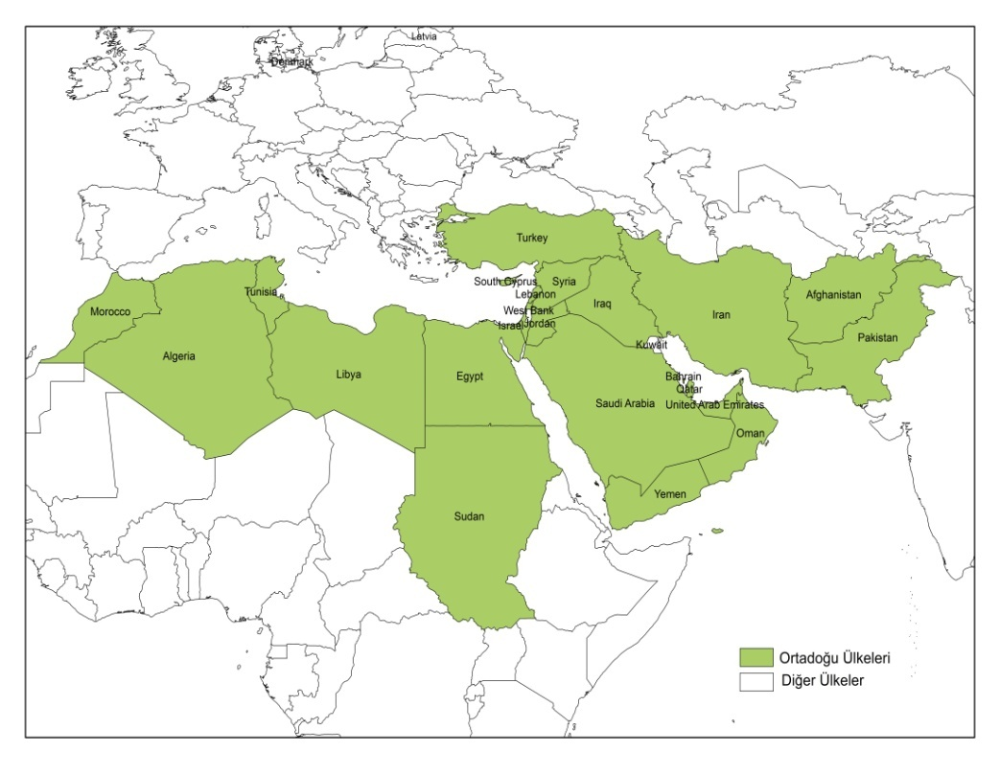 Latvia
Denmark
Turkey
South Cyprus
Syria
Lebanon
Tunisia
Morocco
West Bank
Iraq
Iran
Afghanistan
Israel
Jordan
Pakistan
Kuwait
Algeria
Libya
Egypt
Bahrain
Qatar
Saudi Arabia
United Arab Emirates
Oman
Yemen
Sudan
Ortadoğu Ülkeleri
Diğer Ülkeler